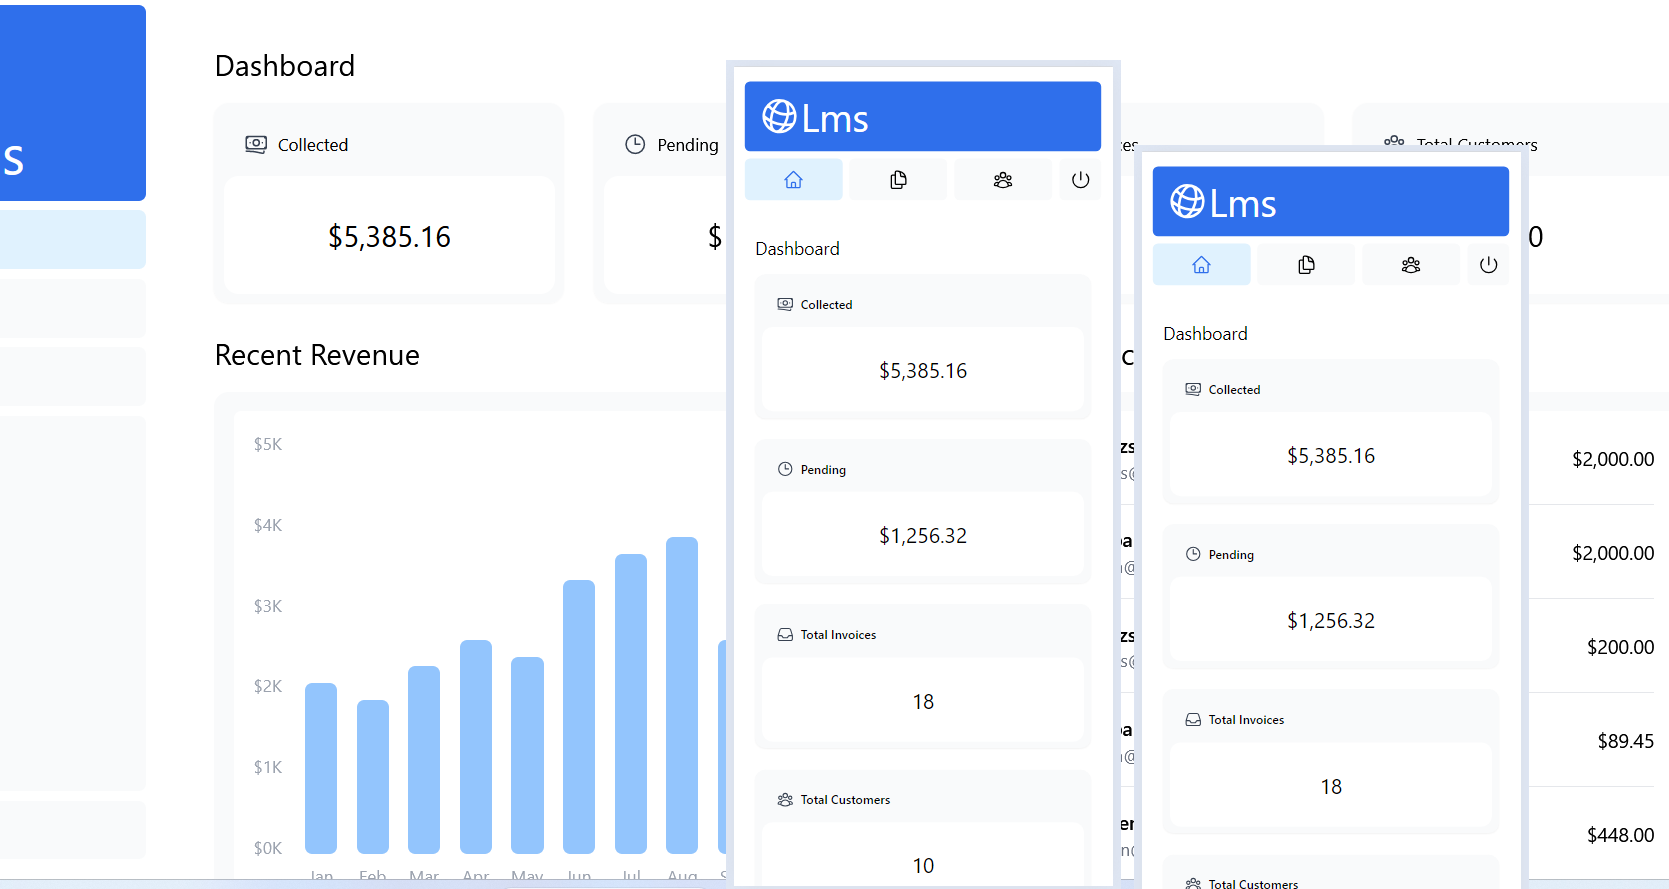 s
Dashboard
Collected
$5,385.16
Pending
$
Total Customers
0
Recent Revenue
$5K
$4K
$3K
$2K
$1K
$0K
Jan Feb Mar Apr May Jun Jul Aug
$2,000.00
$2,000.00
$200.00
$89.45
$448.00
Lms
Dashboard
Collected
$5,385.16
Pending
$1,256.32
Total Invoices
18
Total Customers
10
Lms
Dashboard
Collected
$5,385.16
Pending
$1,256.32
Total Invoices
18
Total Customers